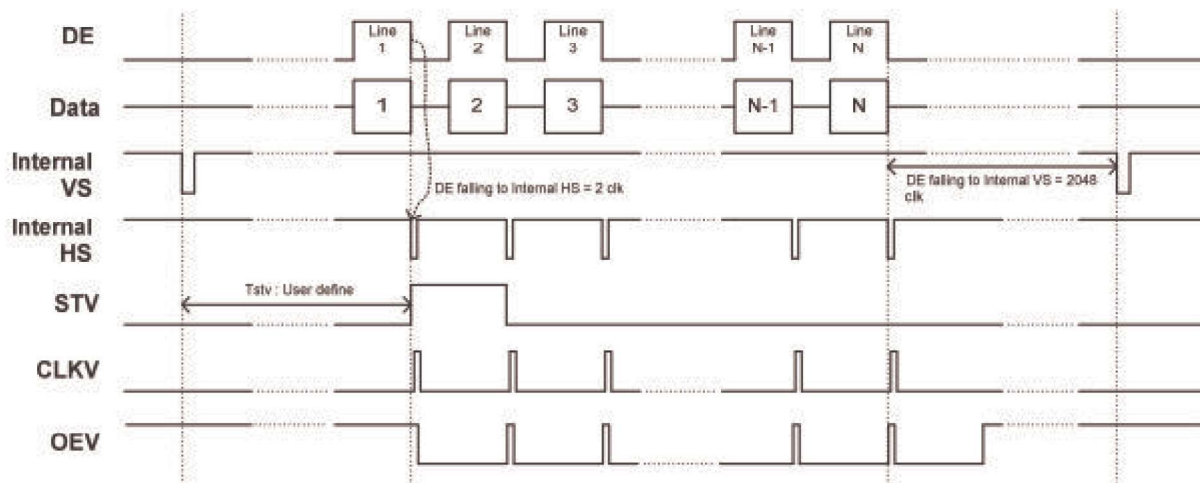 DE
Line
1
Line
2
Line
3
Line
N-1
Line
N
Data
1
2
3
N-1
N
Internal
VS
DE falling to Internal HS = 2 clk
DE falling to Internal VS = 2048
clk
Internal
HS
STV
Tstv : User define
CLKV
OEV